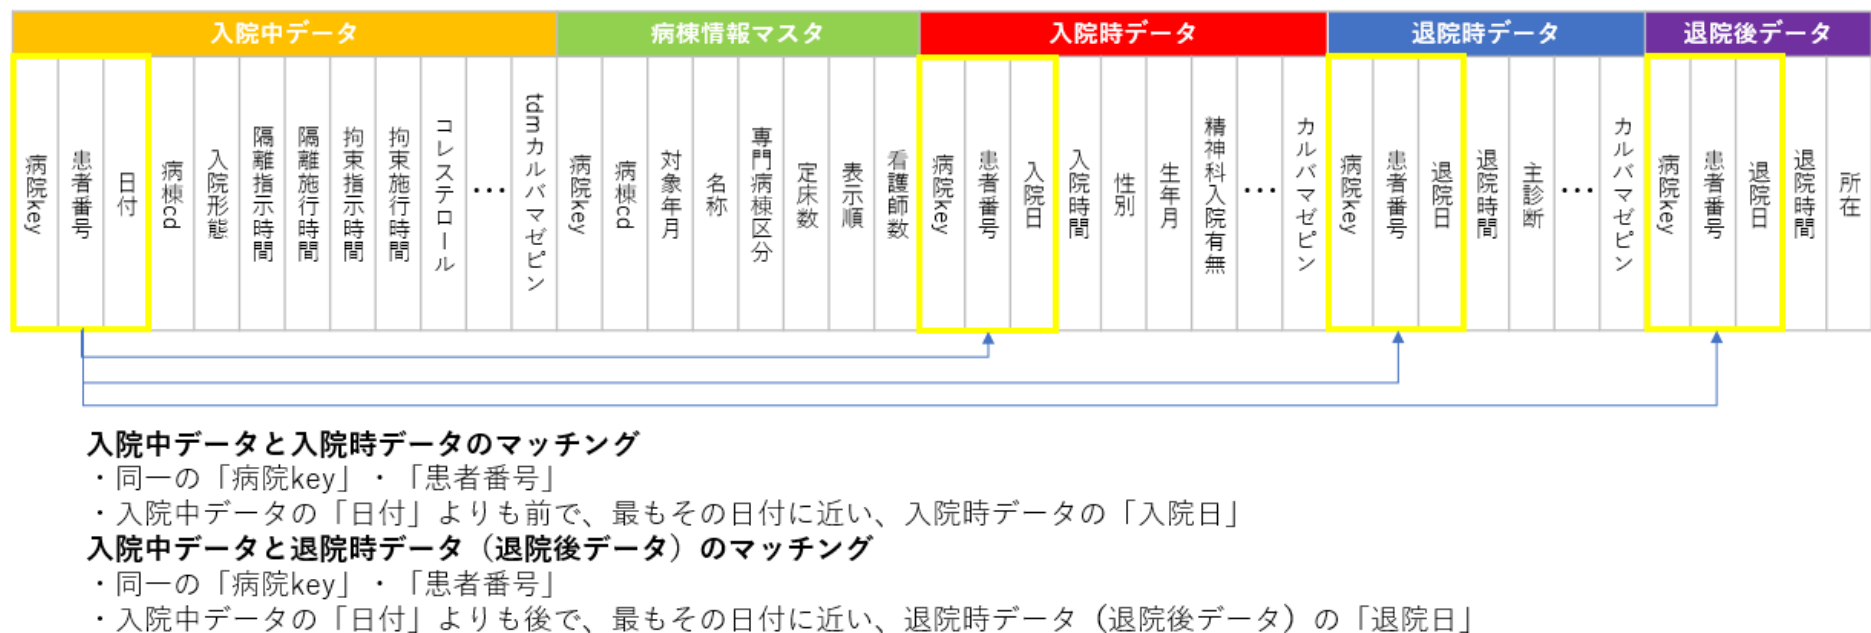 入院中データ
病棟情報マスタ
入院時データ
退院時データ
退院後データ
病院key
患者番号
日付
病棟cd
入院形態
隔離指示時間
隔離施行時間
拘束指示時間
拘束施行時間
コレステロール
…
tdmカルバマゼピン
病院key
病棟cd
対象年月
名称
専門病棟区分
定床数
表示順
看護師数
病院key
患者番号
入院日
入院時間
性別
生年月
精神科入院有無
…
カルバマゼピン
病院key
患者番号
退院日
退院時間
主診断
…
カルバマゼピン
病院key
患者番号
退院日
退院時間
所在
入院中データと入院時データのマッチング
・同一の「病院key」・「患者番号」
・入院中データの「日付」よりも前で、最もその日付に近い、入院時データの「入院日」
入院中データと退院時データ（退院後データ）のマッチング
・同一の「病院key」・「患者番号」
・入院中データの「日付」よりも後で、最もその日付に近い、退院時データ（退院後データ）の「退院日」